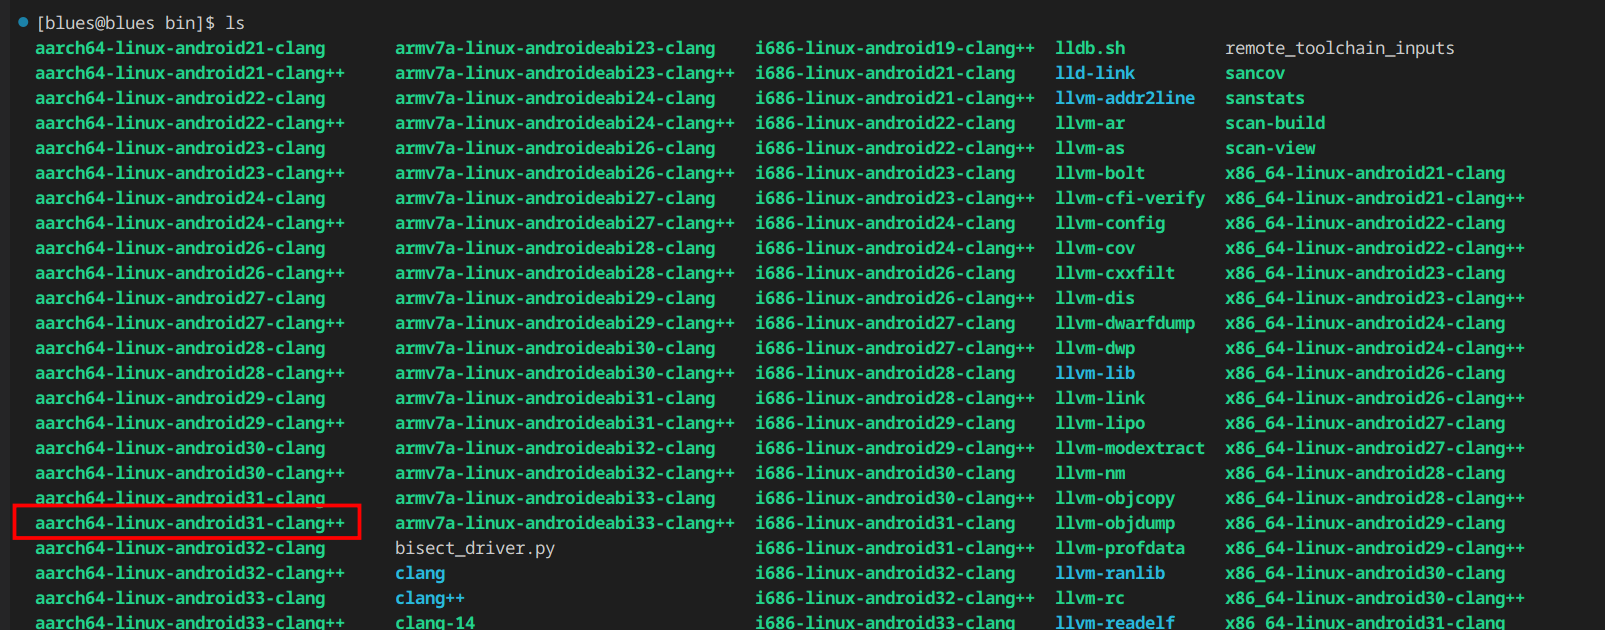 [blues@blues bin]$ ls
aarch64-linux-android21-clang armv7a-linux-androideabi23-clang i686-linux-android19-clang++ lldb.sh remote_toolchain_inputs
aarch64-linux-android21-clang++ armv7a-linux-androideabi23-clang++ i686-linux-android21-clang lld-link sancov
aarch64-linux-android22-clang armv7a-linux-androideabi24-clang i686-linux-android21-clang++ llvm-addr2line sanstats
aarch64-linux-android22-clang++ armv7a-linux-androideabi24-clang++ i686-linux-android22-clang llvm-ar scan-build
aarch64-linux-android23-clang armv7a-linux-androideabi26-clang i686-linux-android22-clang++ llvm-as scan-view
aarch64-linux-android23-clang++ armv7a-linux-androideabi26-clang++ i686-linux-android23-clang llvm-bolt x86_64-linux-android21-clang
aarch64-linux-android24-clang armv7a-linux-androideabi27-clang i686-linux-android23-clang++ llvm-cfi-verify x86_64-linux-android21-clang++
aarch64-linux-android24-clang++ armv7a-linux-androideabi27-clang++ i686-linux-android24-clang llvm-config x86_64-linux-android22-clang
aarch64-linux-android26-clang armv7a-linux-androideabi28-clang i686-linux-android24-clang++ llvm-cov x86_64-linux-android22-clang++
aarch64-linux-android26-clang++ armv7a-linux-androideabi28-clang++ i686-linux-android26-clang llvm-cxxfilt x86_64-linux-android23-clang
aarch64-linux-android27-clang armv7a-linux-androideabi29-clang i686-linux-android26-clang++ llvm-dis x86_64-linux-android23-clang++
aarch64-linux-android27-clang++ armv7a-linux-androideabi29-clang++ i686-linux-android27-clang llvm-dwarfdump x86_64-linux-android24-clang
aarch64-linux-android28-clang armv7a-linux-androideabi30-clang i686-linux-android27-clang++ llvm-dwp x86_64-linux-android24-clang++
aarch64-linux-android28-clang++ armv7a-linux-androideabi30-clang++ i686-linux-android28-clang llvm-lib x86_64-linux-android26-clang
aarch64-linux-android29-clang armv7a-linux-androideabi31-clang i686-linux-android28-clang++ llvm-link x86_64-linux-android26-clang++
aarch64-linux-android29-clang++ armv7a-linux-androideabi31-clang++ i686-linux-android29-clang llvm-lipo x86_64-linux-android27-clang
aarch64-linux-android30-clang armv7a-linux-androideabi32-clang i686-linux-android29-clang++ llvm-modextract x86_64-linux-android27-clang++
aarch64-linux-android30-clang++ armv7a-linux-androideabi32-clang++ i686-linux-android30-clang llvm-nm x86_64-linux-android28-clang
aarch64-linux-android31-clang armv7a-linux-androideabi33-clang i686-linux-android30-clang++ llvm-objcopy x86_64-linux-android28-clang++
aarch64-linux-android31-clang++ armv7a-linux-androideabi33-clang++ i686-linux-android31-clang llvm-objdump x86_64-linux-android29-clang
aarch64-linux-android32-clang bisect_driver.py i686-linux-android31-clang++ llvm-profdata x86_64-linux-android29-clang++
aarch64-linux-android32-clang++ clang i686-linux-android32-clang llvm-ranlib x86_64-linux-android30-clang
aarch64-linux-android33-clang clang++ i686-linux-android32-clang++ llvm-rc x86_64-linux-android30-clang++
aarch64-linux-android33-clang++ clang-14 i686-linux-android33-clang llvm-readelf x86_64-linux-android31-clang